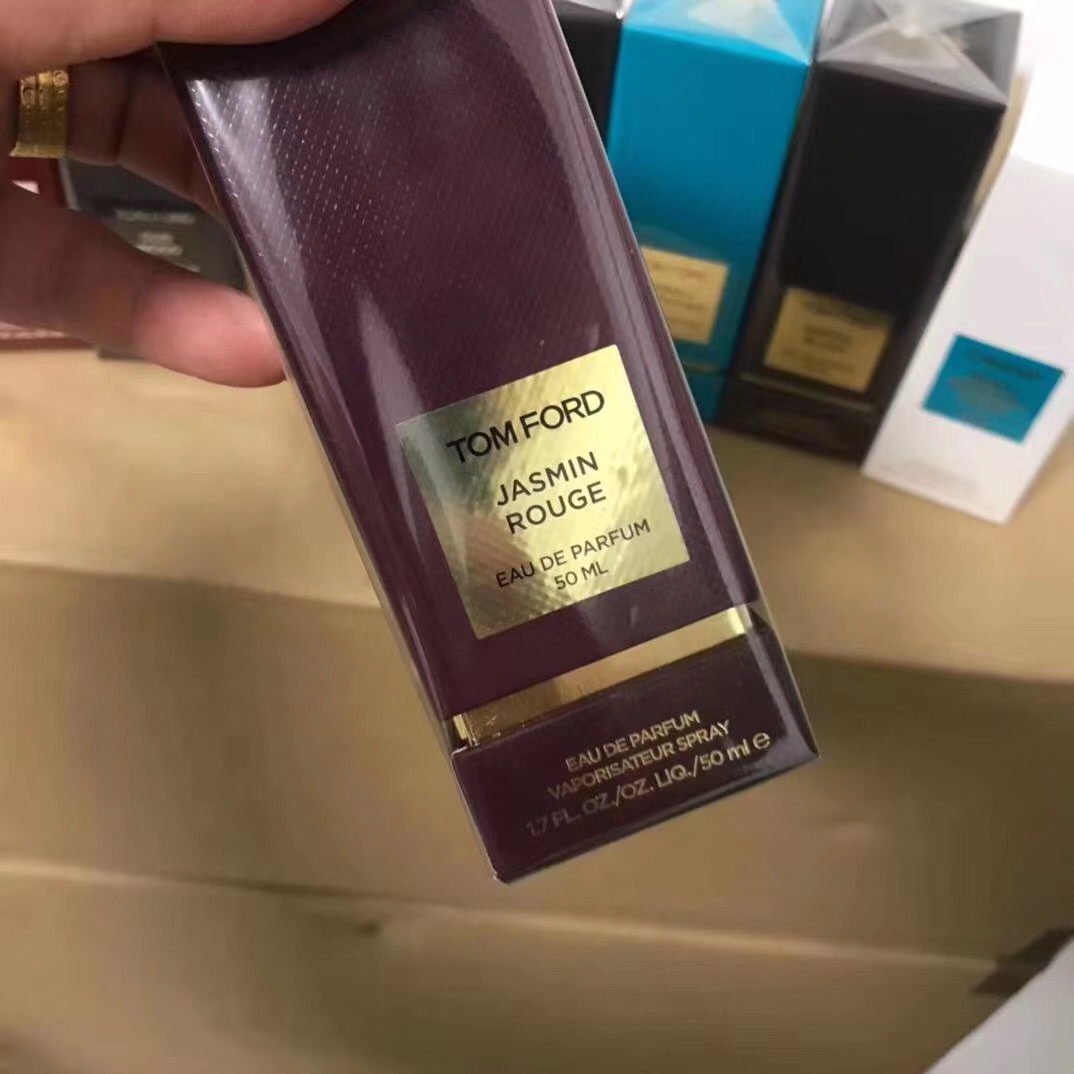 TOM FORD
JASMIN
ROUGE
EAU DE PARFUM
50 ML
EAU DE PARFUM
VAPORISATEUR SPRAY
1.7 FL. OZ./OZ. LIQ./50 ml e